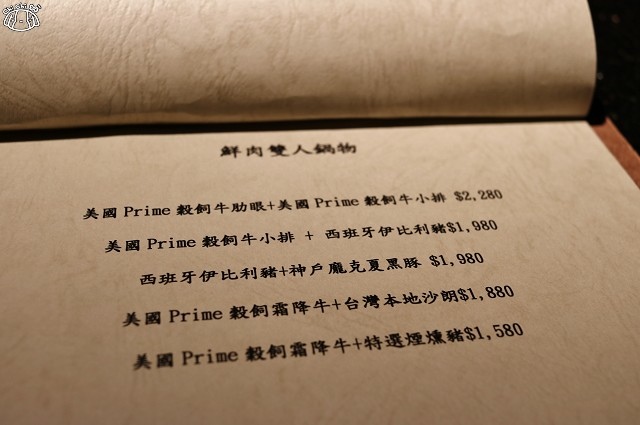 鮮肉雙人鍋物
美國 Prime 穀飼牛肋眼+美國 Prime 穀飼牛小排 $2,280
美國 Prime 穀飼牛小排 + 西班牙伊比利豬$1,980
西班牙伊比利豬+神戶龐克夏黑豚 $1,980
美國 Prime 穀飼霜降牛+台灣本地沙朗$1,880
美國 Prime 穀飼霜降牛+特選煙燻豬$1,580